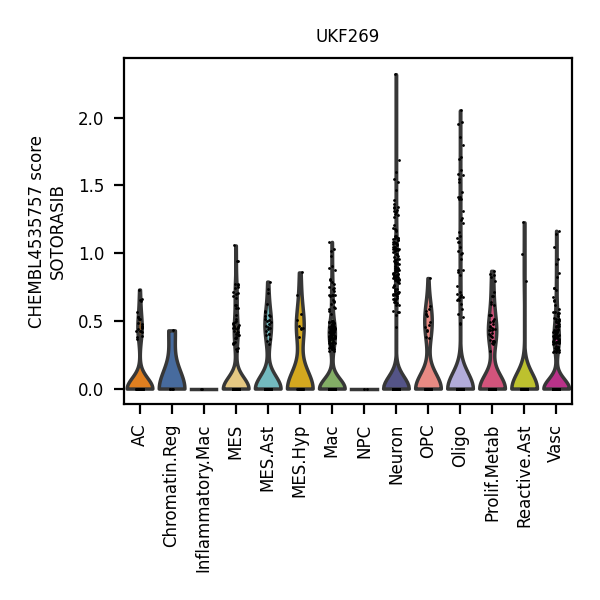 UKF269
CHEMBL4535757 score
SOTORASIB
2.0
1.5
1.0
0.5
0.0
AC
Chromatin.Reg
Inflammatory.Mac
MES
MES.Ast
MES.Hyp
Mac
NPC
Neuron
OPC
Oligo
Prolif.Metab
Reactive.Ast
Vasc